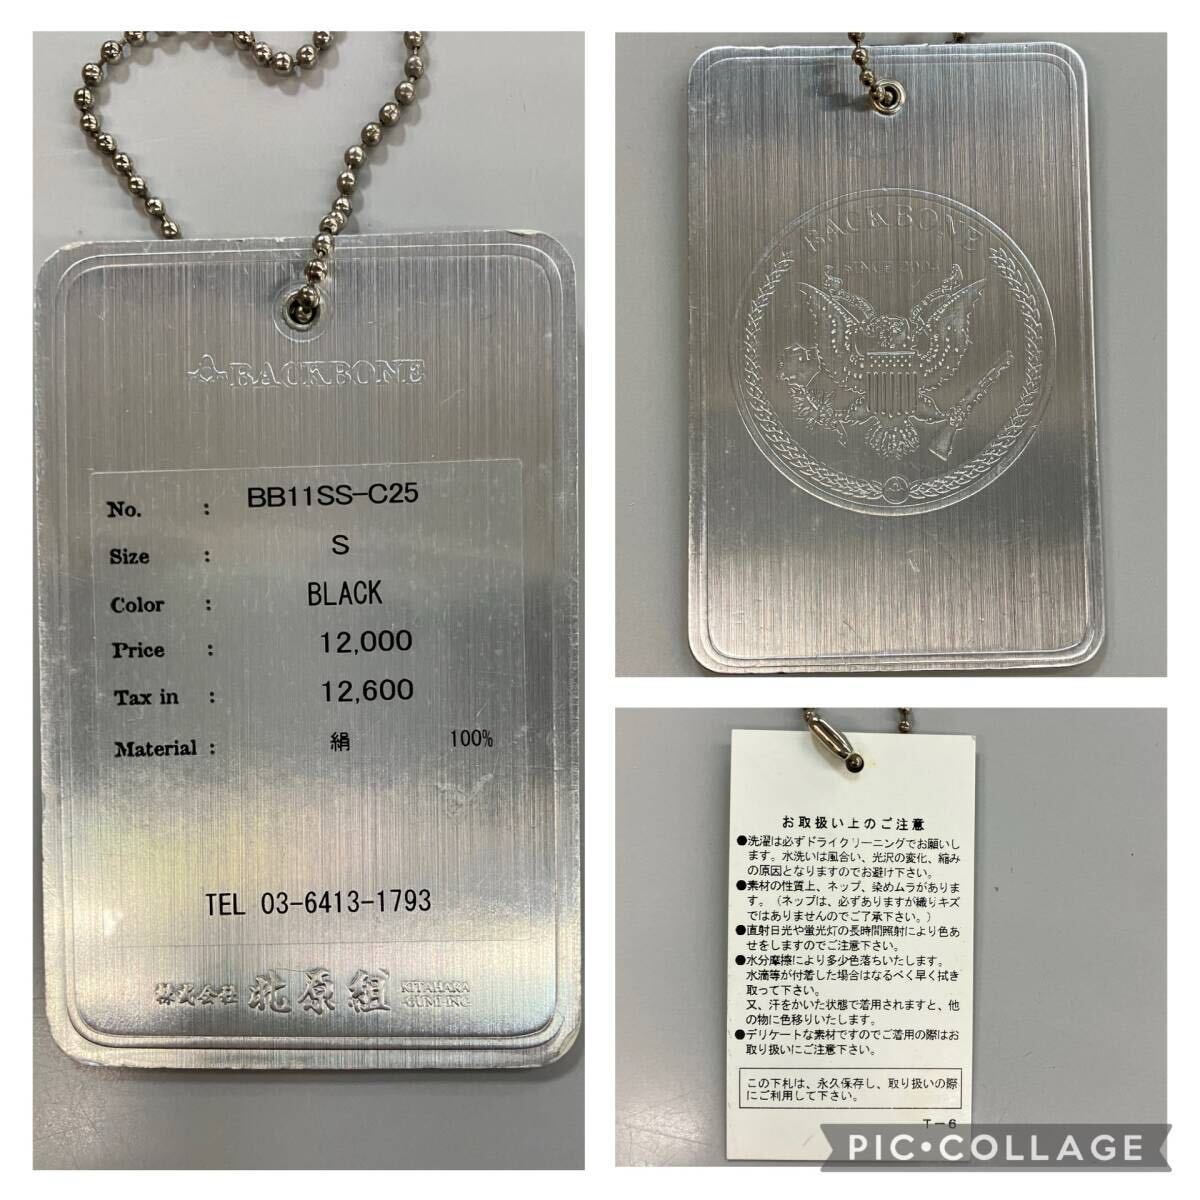 BACKBONE
No. : BB11SS-C25
Size : S
Color : BLACK
Price : 12,000
Tax in : 12,600
Material : 絹 100%
TEL 03-6413-1793
株式会社 北原組 KITAHARA GUMI INC.
BACKBONE
SINCE 2004
お取扱い上のご注意
●洗濯は必ずドライクリーニングでお願いし
ます。水洗いは風合い、光沢の変化、縮み
の原因となりますのでお避け下さい。
●素材の性質上、ネップ、染めムラがありま
す。(ネップは、必ずありますが織りキズ
ではありませんのでご了承下さい。)
●直射日光や蛍光灯の長時間照射により色あ
せをしますのでご注意下さい。
●水分摩擦により多少色落ちいたします。
水滴等が付着した場合はなるべく早く拭き
取って下さい。
又、汗をかいた状態で着用されますと、他
の物に色移りいたします。
●デリケートな素材ですのでご着用の際はお
取り扱いにご注意下さい。
この下札は、永久保存し、取り扱いの際
にご利用して下さい。
T-6
PIC•COLLAGE